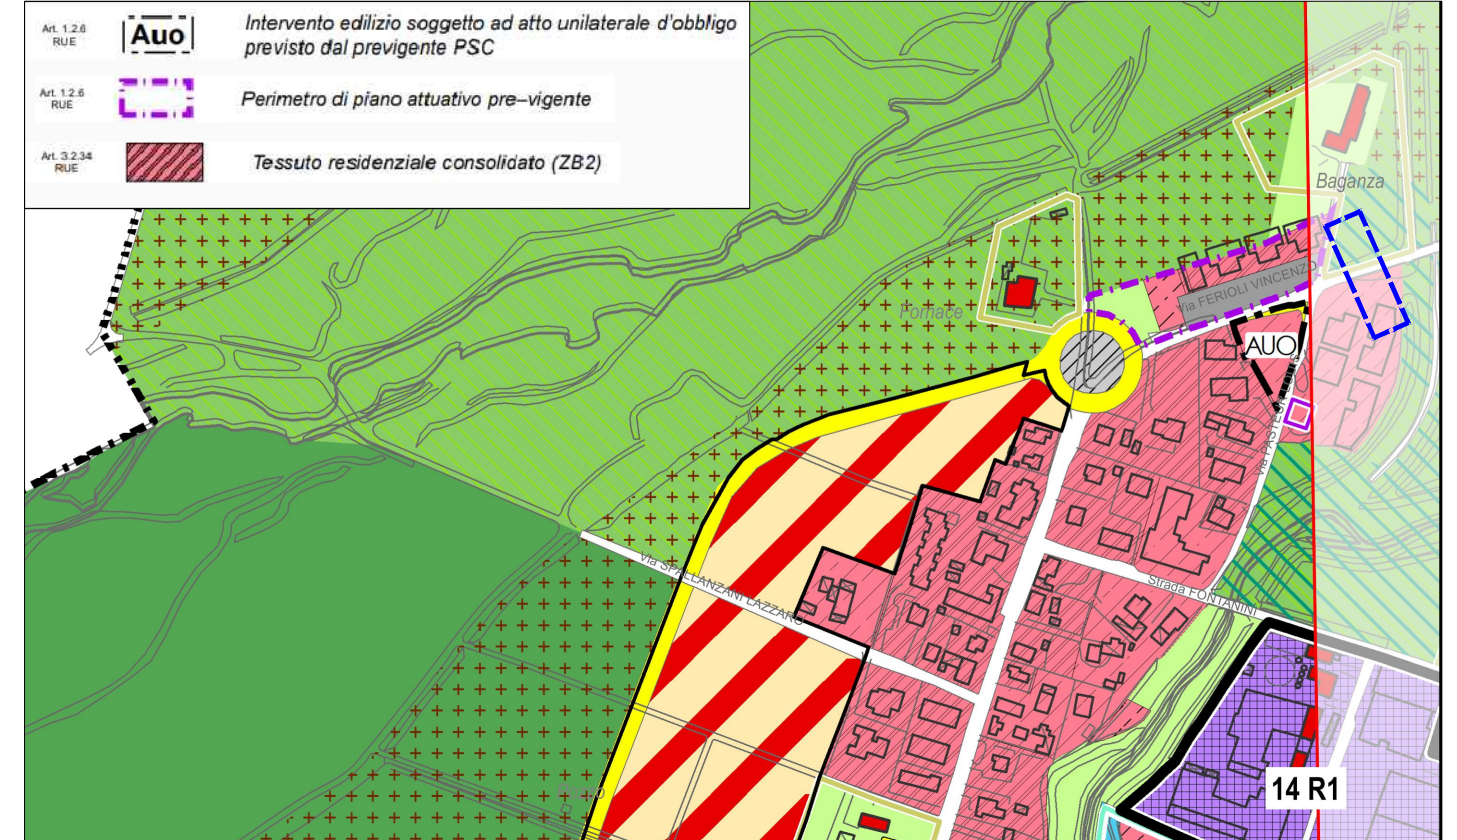 Art. 1.2.6
RUE
Auo
Intervento edilizio soggetto ad atto unilaterale d'obbligo
previsto dal previgente PSC
Art. 1.2.6
RUE
Perimetro di piano attuativo pre–vigente
Art. 3.2.34
RUE
Tessuto residenziale consolidato (ZB2)
Baganza
Fornace
Via FERIOLI VINCENZO
AUO
Via SPALLANZANI LAZZARO
Strada FONTANINI
14 R1